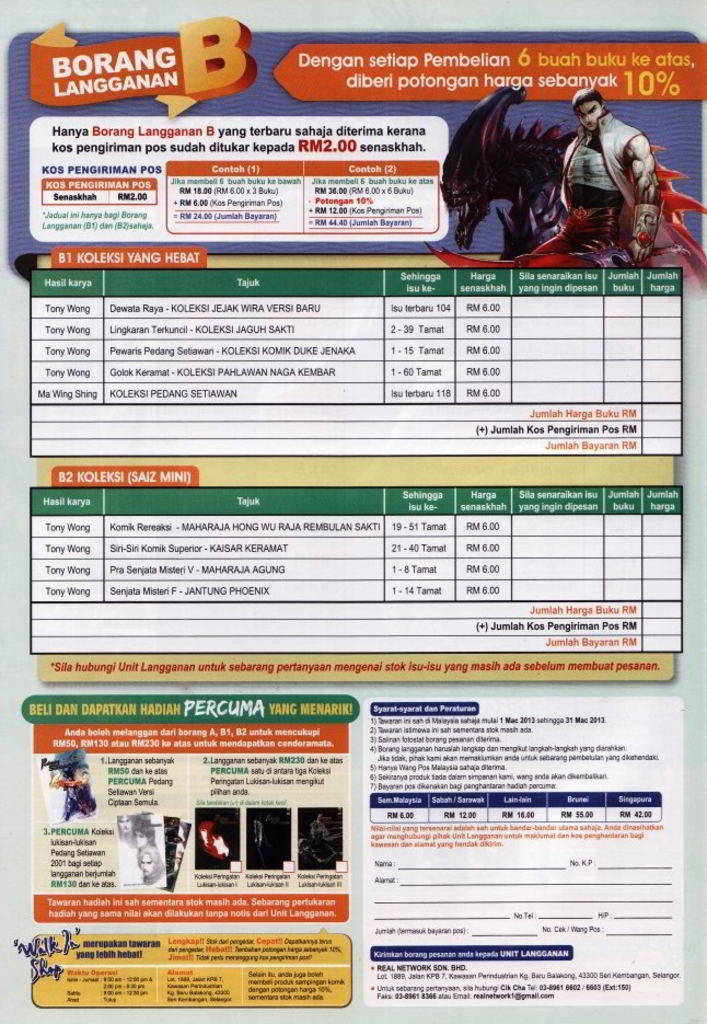 BORANG
LANGGANAN
B
Dengan setiap Pembelian 6 buah buku ke atas,
diberi potongan harga sebanyak 10%
Hanya Borang Langganan B yang terbaru sahaja diterima kerana
kos pengiriman pos sudah ditukar kepada RM2.00 senaskhah.
KOS PENGIRIMAN POS
KOS PENGIRIMAN POS
Senaskhah RM2.00
*Jadual ini hanya bagi Borang
Langganan (B1) dan (B2)sahaja.
Contoh (1)
Jika membeli 6 buah buku ke bawah
RM 18.00 (RM 6.00 x 3 Buku)
+ RM 6.00 (Kos Pengiriman Pos)
= RM 24.00 (Jumlah Bayaran)
Contoh (2)
Jika membeli 6 buah buku ke atas
RM 36.00 (RM 6.00 x 6 Buku)
- Potongan 10%
+ RM 12.00 (Kos Pengiriman Pos)
= RM 44.40 (Jumlah Bayaran)
B1 KOLEKSI YANG HEBAT
Hasil karya Tajuk Sehingga isu ke- Harga senaskhah Sila senaraikan isu yang ingin dipesan Jumlah buku Jumlah harga
Tony Wong Dewata Raya - KOLEKSI JEJAK WIRA VERSI BARU Isu terbaru 104 RM 6.00
Tony Wong Lingkaran Terkuncil - KOLEKSI JAGUH SAKTI 2 - 39 Tamat RM 6.00
Tony Wong Pewaris Pedang Setiawan - KOLEKSI KOMIK DUKE JENAKA 1 - 15 Tamat RM 6.00
Tony Wong Golok Keramat - KOLEKSI PAHLAWAN NAGA KEMBAR 1 - 60 Tamat RM 6.00
Ma Wing Shing KOLEKSI PEDANG SETIAWAN Isu terbaru 118 RM 6.00
Jumlah Harga Buku RM
(+) Jumlah Kos Pengiriman Pos RM
Jumlah Bayaran RM
B2 KOLEKSI (SAIZ MINI)
Hasil karya Tajuk Sehingga isu ke- Harga senaskhah Sila senaraikan isu yang ingin dipesan Jumlah buku Jumlah harga
Tony Wong Komik Rereaksi - MAHARAJA HONG WU RAJA REMBULAN SAKTI 19 - 51 Tamat RM 6.00
Tony Wong Siri-Siri Komik Superior - KAISAR KERAMAT 21 - 40 Tamat RM 6.00
Tony Wong Pra Senjata Misteri V - MAHARAJA AGUNG 1 - 8 Tamat RM 6.00
Tony Wong Senjata Misteri F - JANTUNG PHOENIX 1 - 14 Tamat RM 6.00
Jumlah Harga Buku RM
(+) Jumlah Kos Pengiriman Pos RM
Jumlah Bayaran RM
*Sila hubungi Unit Langganan untuk sebarang pertanyaan mengenai stok isu-isu yang masih ada sebelum membuat pesanan.
BELI DAN DAPATKAN HADIAH PERCUMA YANG MENARIK!
Anda boleh melanggan dari borang A, B1, B2 untuk mencukupi
RM50, RM130 atau RM230 ke atas untuk mendapatkan cenderamata.
1.Langganan sebanyak
RM50 dan ke atas
PERCUMA Pedang
Setiawan Versi
Ciptaan Semula.
2.Langganan sebanyak RM230 dan ke atas
PERCUMA satu di antara tiga Koleksi
Peringatan Lukisan-lukisan mengikut
pilihan anda.
Sila tandakan (√) di dalam kotak kecil.
3.PERCUMA Koleksi
lukisan-lukisan
Pedang Setiawan
2001 bagi setiap
langganan berjumlah
RM130 dan ke atas.
Koleksi Peringatan
Lukisan-lukisan I
Koleksi Peringatan
Lukisan-lukisan II
Koleksi Peringatan
Lukisan-lukisan III
Tawaran hadiah ini sah sementara stok masih ada. Sebarang pertukaran
hadiah yang sama nilai akan dilakukan tanpa notis dari Unit Langganan.
Walk In
Shop
merupakan tawaran
yang lebih hebat!
Lengkap!! Stok dari pengedar, Cepat!! Dapatkannya terus
dari pengedar, Hebat!! Tambahan potongan harga sebanyak 10%,
Jimat!! Tidak perlu menanggung kos pengiriman pos!!
Waktu Operasi
Isnin - Jumaat : 9:00 am - 12:00 pm &
2:00 pm - 5:30 pm
Sabtu : 9:00 am - 12:30 pm
Ahad : Tutup
Alamat
Lot. 1889, Jalan KPB 7,
Kawasan Perindustrian
Kg. Baru Balakong, 43300
Seri Kembangan, Selangor.
Selain itu, anda juga boleh
membeli produk sampingan komik
dengan potongan harga 10%,
sementara stok masih ada.
Syarat-syarat dan Peraturan
1) Tawaran ini sah di Malaysia sahaja mulai 1 Mac 2013 sehingga 31 Mac 2013.
2) Tawaran istimewa ini sah sementara stok masih ada.
3) Salinan fotostat borang pesanan diterima.
4) Borang langganan haruslah lengkap dan mengikut langkah-langkah yang diarahkan.
Jika tidak, pihak kami akan memaklumkan anda untuk sebarang pembetulan yang dikehendaki.
5) Hanya Wang Pos Malaysia sahaja diterima.
6) Sekiranya produk tiada dalam simpanan kami, wang anda akan dikembalikan.
7) Bayaran pos dikenakan bagi penghantaran hadiah percuma:
Sem.Malaysia Sabah / Sarawak Lain-lain Brunei Singapura
RM 6.00 RM 12.00 RM 16.00 RM 55.00 RM 42.00
Nilai-nilai yang tersenarai adalah sah untuk bandar-bandar utama sahaja. Anda dinasihatkan
agar menghubungi pihak Unit Langganan untuk maklumat dan kos penghantaran bagi
kawasan dan alamat yang hendak dikirim.
Nama : No. K.P :
Alamat :
No.Tel : H/P :
Jumlah (termasuk bayaran pos) : No. Cek / Wang Pos :
Kirimkan borang pesanan anda kepada UNIT LANGGANAN
• REAL NETWORK SDN. BHD.
Lot. 1889, Jalan KPB 7, Kawasan Perindustrian Kg. Baru Balakong, 43300 Seri Kembangan, Selangor.
• Untuk sebarang pertanyaan, sila hubungi Cik Cha Tel: 03-8961 6602 / 6603 (Ext:150)
Faks: 03-8961 8366 atau Email: realnetwork1@gmail.com